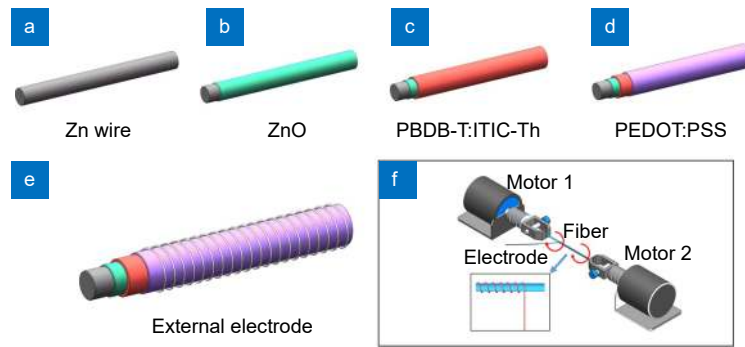 a
b
c
d
Zn wire
ZnO
PBDB-T:ITIC-Th
PEDOT:PSS
e
f
Motor 1
Fiber
Electrode
Motor 2
External electrode